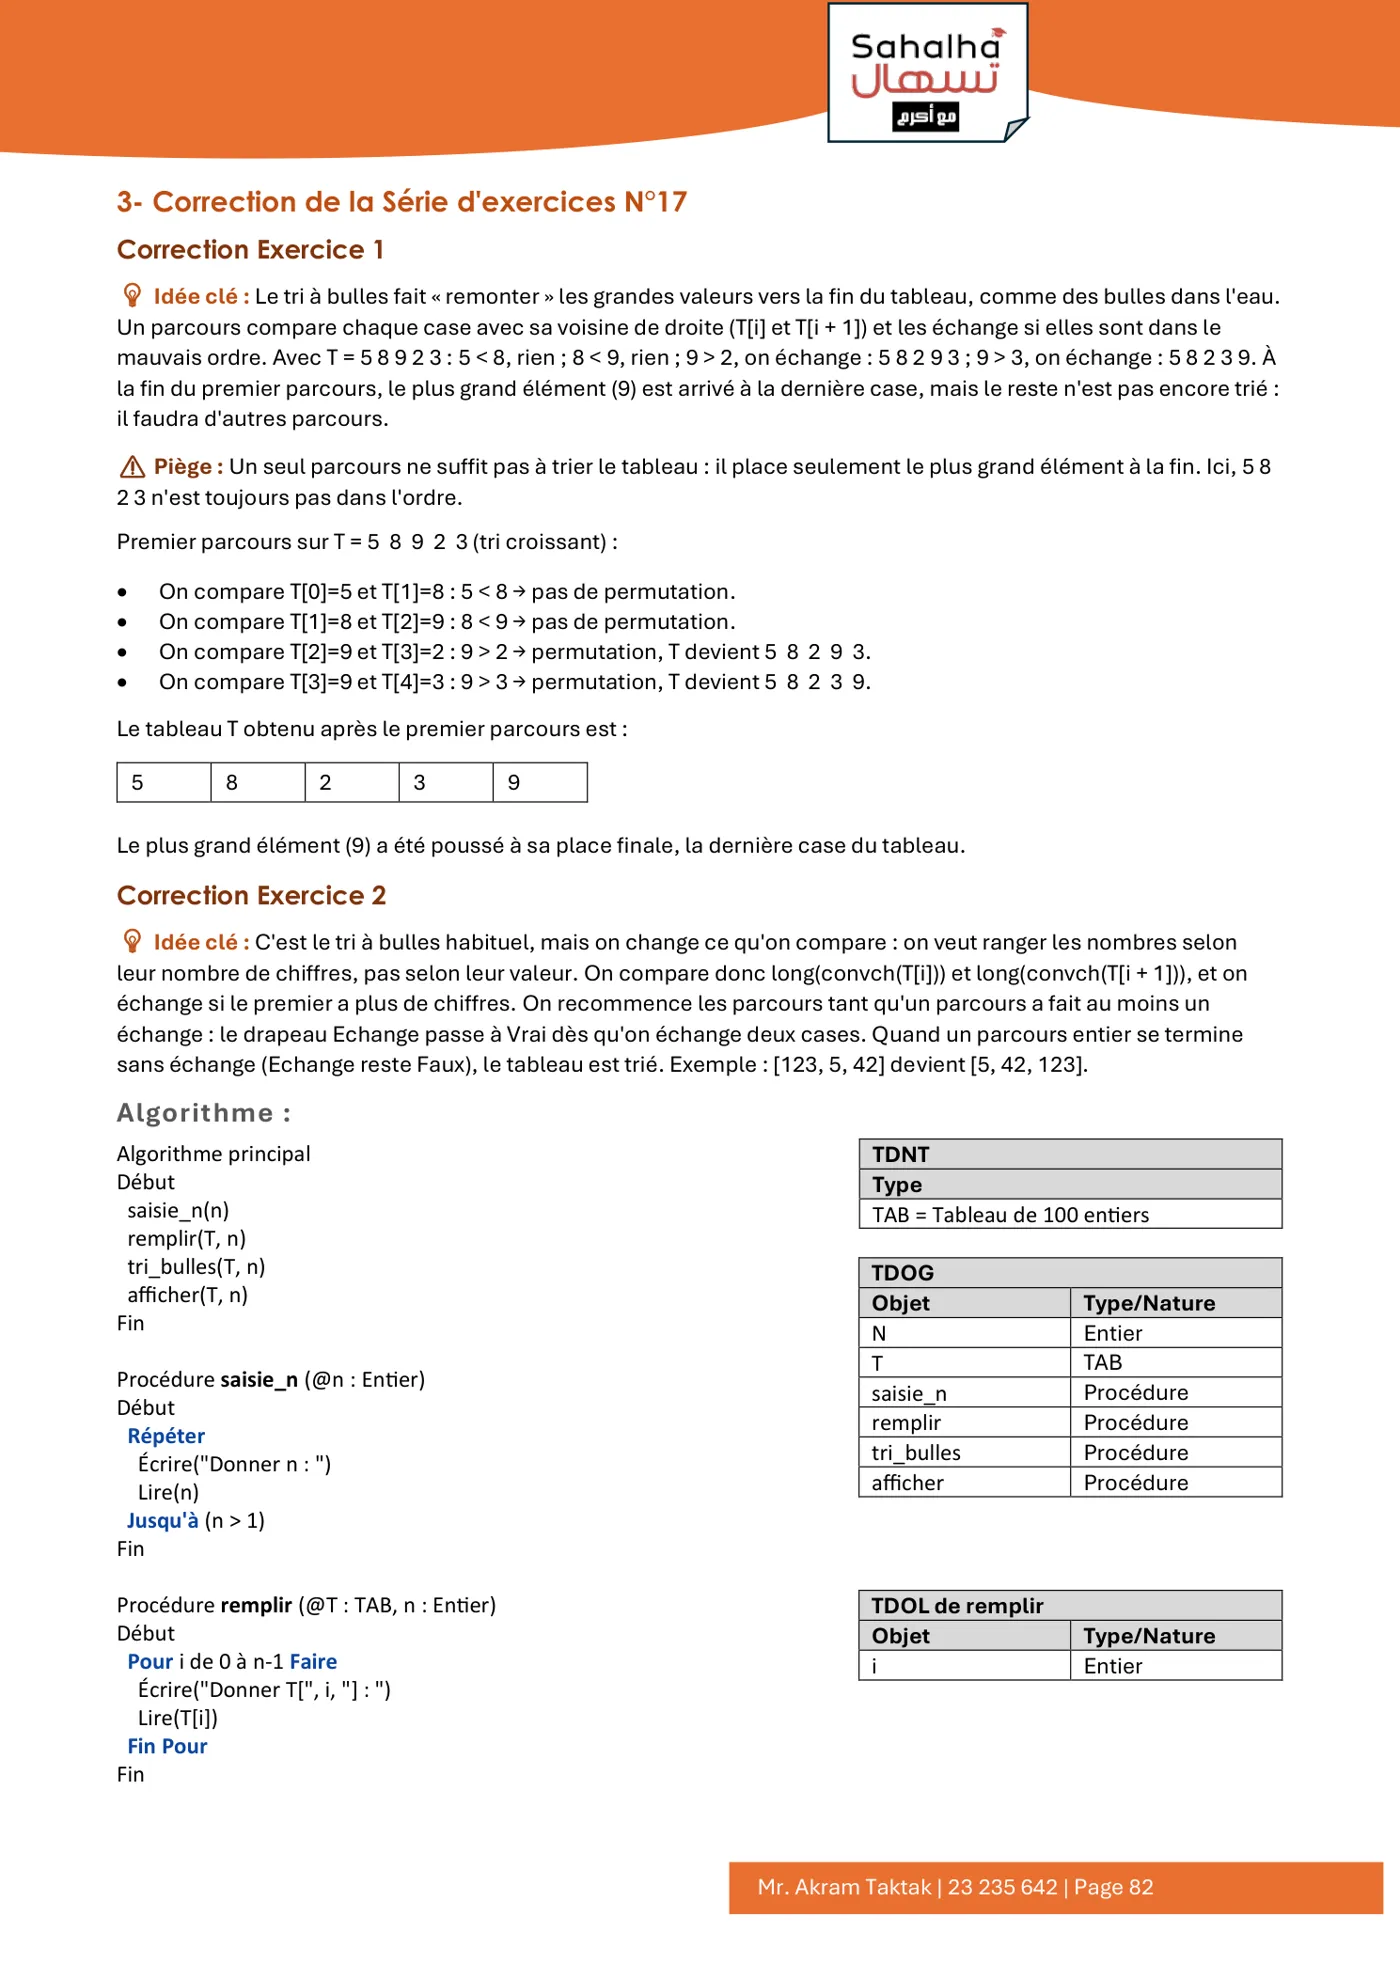 Sahalha
تسهال
مع أكرم
3- Correction de la Série d'exercices N°17
Correction Exercice 1
Idée clé : Le tri à bulles fait « remonter » les grandes valeurs vers la fin du tableau, comme des bulles dans l'eau.
Un parcours compare chaque case avec sa voisine de droite (T[i] et T[i + 1]) et les échange si elles sont dans le
mauvais ordre. Avec T = 5 8 9 2 3 : 5 < 8, rien ; 8 < 9, rien ; 9 > 2, on échange : 5 8 2 9 3 ; 9 > 3, on échange : 5 8 2 3 9. À
la fin du premier parcours, le plus grand élément (9) est arrivé à la dernière case, mais le reste n'est pas encore trié :
il faudra d'autres parcours.
Piège : Un seul parcours ne suffit pas à trier le tableau : il place seulement le plus grand élément à la fin. Ici, 5 8
2 3 n'est toujours pas dans l'ordre.
Premier parcours sur T = 5 8 9 2 3 (tri croissant) :
• On compare T[0]=5 et T[1]=8 : 5 < 8 → pas de permutation.
• On compare T[1]=8 et T[2]=9 : 8 < 9 → pas de permutation.
• On compare T[2]=9 et T[3]=2 : 9 > 2 → permutation, T devient 5 8 2 9 3.
• On compare T[3]=9 et T[4]=3 : 9 > 3 → permutation, T devient 5 8 2 3 9.
Le tableau T obtenu après le premier parcours est :
5 8 2 3 9
Le plus grand élément (9) a été poussé à sa place finale, la dernière case du tableau.
Correction Exercice 2
Idée clé : C'est le tri à bulles habituel, mais on change ce qu'on compare : on veut ranger les nombres selon
leur nombre de chiffres, pas selon leur valeur. On compare donc long(convch(T[i])) et long(convch(T[i + 1])), et on
échange si le premier a plus de chiffres. On recommence les parcours tant qu'un parcours a fait au moins un
échange : le drapeau Echange passe à Vrai dès qu'on échange deux cases. Quand un parcours entier se termine
sans échange (Echange reste Faux), le tableau est trié. Exemple : [123, 5, 42] devient [5, 42, 123].
Algorithme :
Algorithme principal
Début
saisie_n(n)
remplir(T, n)
tri_bulles(T, n)
afficher(T, n)
Fin
Procédure saisie_n (@n : Entier)
Début
Répéter
Écrire("Donner n : ")
Lire(n)
Jusqu'à (n > 1)
Fin
Procédure remplir (@T : TAB, n : Entier)
Début
Pour i de 0 à n-1 Faire
Écrire("Donner T[", i, "] : ")
Lire(T[i])
Fin Pour
Fin
TDNT
Type
TAB = Tableau de 100 entiers
TDOG
Objet Type/Nature
N Entier
T TAB
saisie_n Procédure
remplir Procédure
tri_bulles Procédure
afficher Procédure
TDOL de remplir
Objet Type/Nature
i Entier
Mr. Akram Taktak | 23 235 642 | Page 82